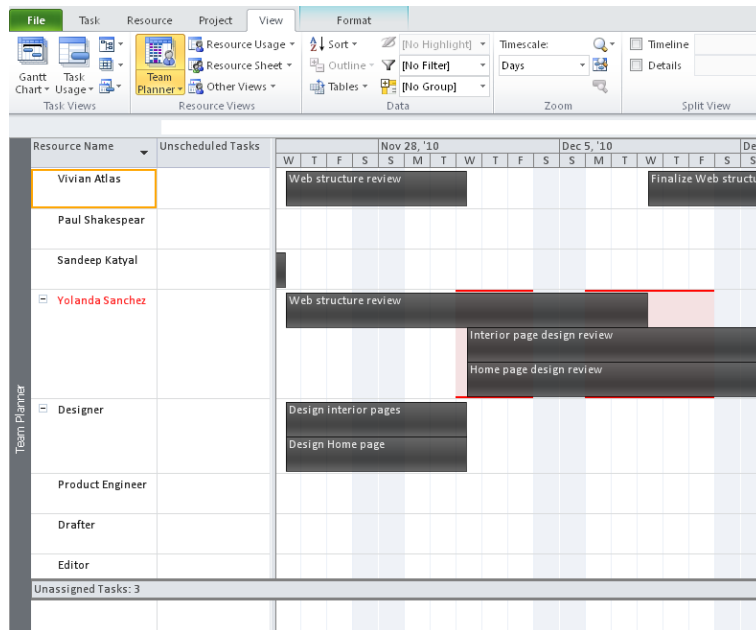 File Task Resource Project View Format
Resource Usage Sort [No Highlight] Timescale: Timeline
Resource Sheet Outline [No Filter] Days Details
Gantt Chart Task Usage Team Planner Other Views Tables [No Group]
Task Views Resource Views Data Zoom Split View
Resource Name Unscheduled Tasks Nov 28, '10 Dec 5, '10 De
W T F S S M T W T F S S M T W T F S S
Vivian Atlas Web structure review Finalize Web structu
Paul Shakespear
Sandeep Katyal
Yolanda Sanchez Web structure review
Interior page design review
Home page design review
Team Planner
Designer Design interior pages
Design Home page
Product Engineer
Drafter
Editor
Unassigned Tasks: 3